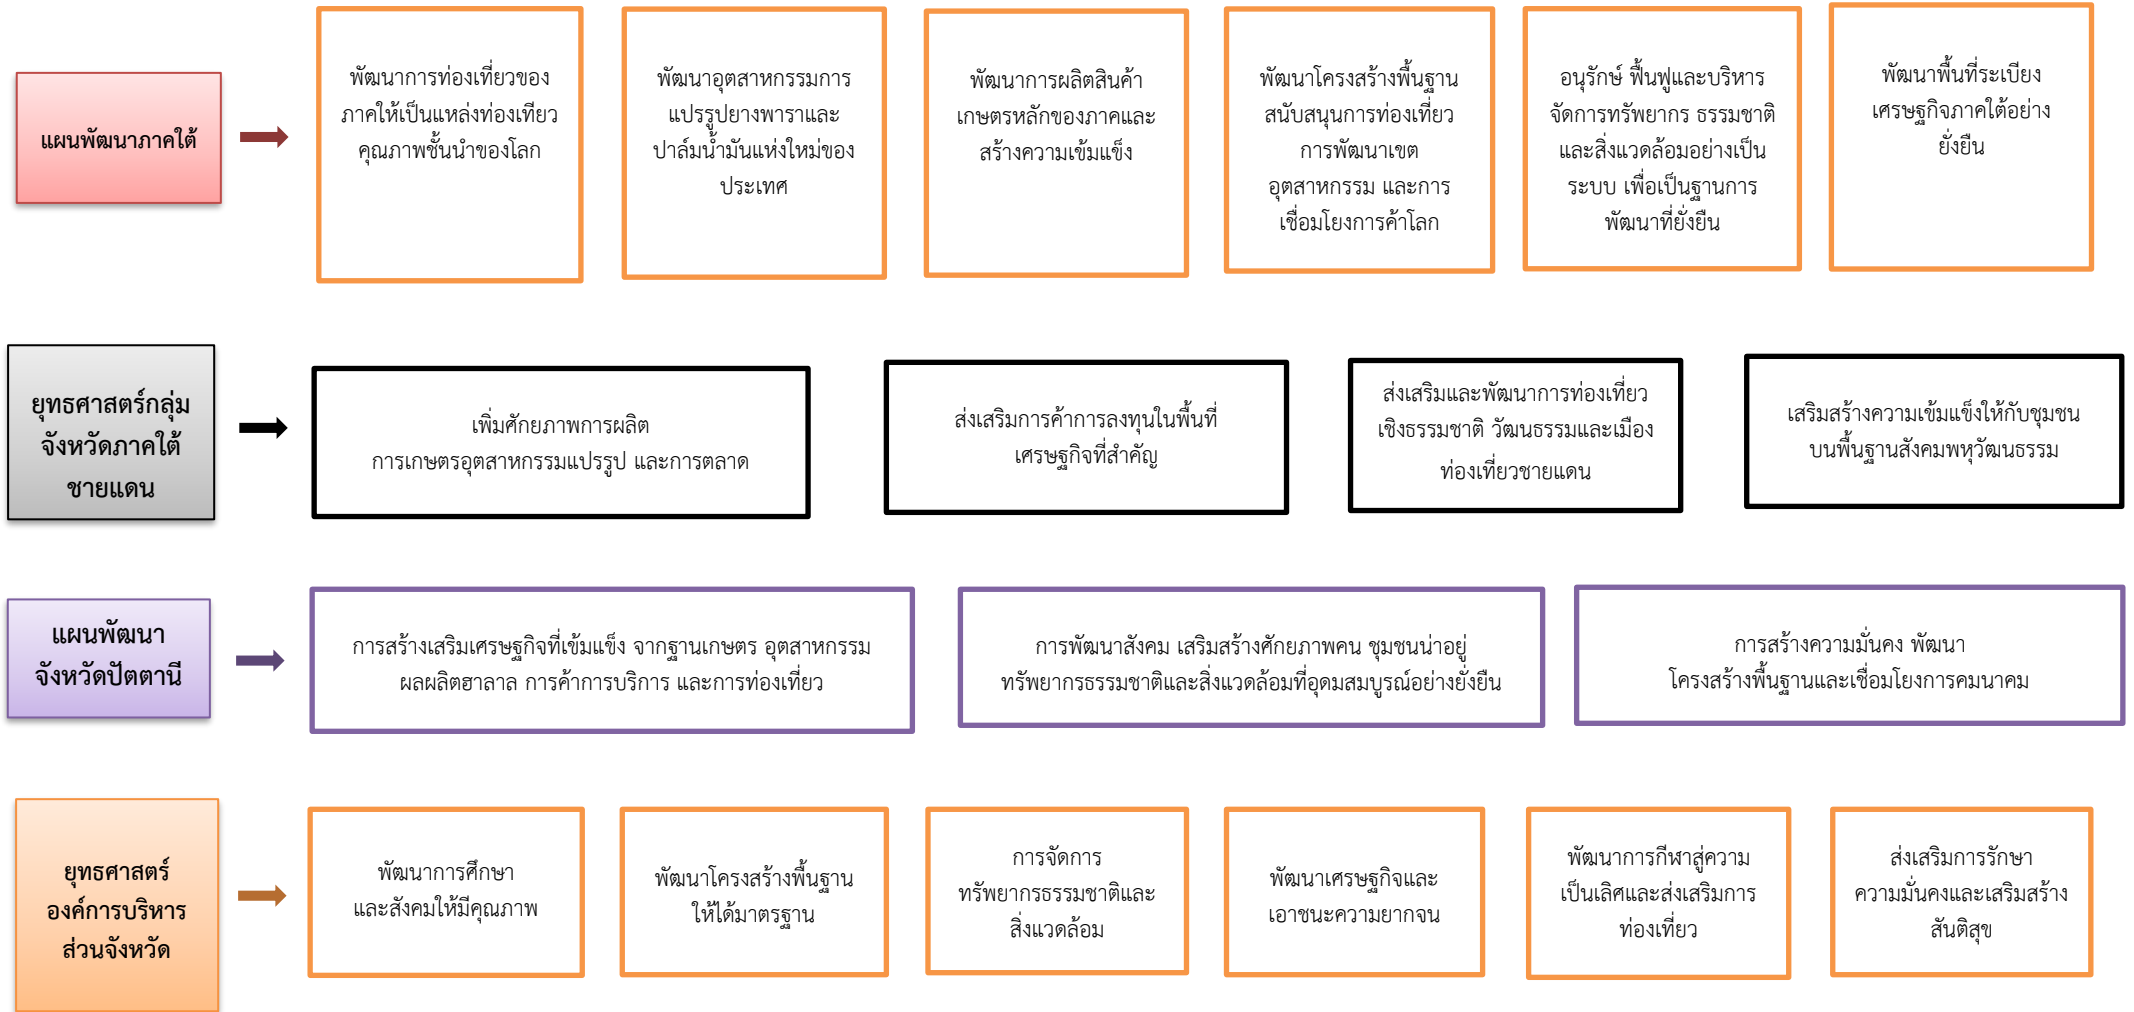 แผนพัฒนาภาคใต้
พัฒนาการท่องเที่ยวของ
ภาคให้เป็นแหล่งท่องเทียว
คุณภาพชั้นนำของโลก
พัฒนาอุตสาหกรรมการ
แปรรูปยางพาราและ
ปาล์มน้ำมันแห่งใหม่ของ
ประเทศ
พัฒนาการผลิตสินค้า
เกษตรหลักของภาคและ
สร้างความเข้มแข็ง
พัฒนาโครงสร้างพื้นฐาน
สนับสนุนการท่องเที่ยว
การพัฒนาเขต
อุตสาหกรรม และการ
เชื่อมโยงการค้าโลก
อนุรักษ์ ฟื้นฟูและบริหาร
จัดการทรัพยากร ธรรมชาติ
และสิ่งแวดล้อมอย่างเป็น
ระบบ เพื่อเป็นฐานการ
พัฒนาที่ยั่งยืน
พัฒนาพื้นที่ระเบียง
เศรษฐกิจภาคใต้อย่าง
ยั่งยืน
ยุทธศาสตร์กลุ่ม
จังหวัดภาคใต้
ชายแดน
เพิ่มศักยภาพการผลิต
การเกษตรอุตสาหกรรมแปรรูป และการตลาด
ส่งเสริมการค้าการลงทุนในพื้นที่
เศรษฐกิจที่สำคัญ
ส่งเสริมและพัฒนาการท่องเที่ยว
เชิงธรรมชาติ วัฒนธรรมและเมือง
ท่องเที่ยวชายแดน
เสริมสร้างความเข้มแข็งให้กับชุมชน
บนพื้นฐานสังคมพหุวัฒนธรรม
แผนพัฒนา
จังหวัดปัตตานี
การสร้างเสริมเศรษฐกิจที่เข้มแข็ง จากฐานเกษตร อุตสาหกรรม
ผลผลิตฮาลาล การค้าการบริการ และการท่องเที่ยว
การพัฒนาสังคม เสริมสร้างศักยภาพคน ชุมชนน่าอยู่
ทรัพยากรธรรมชาติและสิ่งแวดล้อมที่อุดมสมบูรณ์อย่างยั่งยืน
การสร้างความมั่นคง พัฒนา
โครงสร้างพื้นฐานและเชื่อมโยงการคมนาคม
ยุทธศาสตร์
องค์การบริหาร
ส่วนจังหวัด
พัฒนาการศึกษา
และสังคมให้มีคุณภาพ
พัฒนาโครงสร้างพื้นฐาน
ให้ได้มาตรฐาน
การจัดการ
ทรัพยากรธรรมชาติและ
สิ่งแวดล้อม
พัฒนาเศรษฐกิจและ
เอาชนะความยากจน
พัฒนาการกีฬาสู่ความ
เป็นเลิศและส่งเสริมการ
ท่องเที่ยว
ส่งเสริมการรักษา
ความมั่นคงและเสริมสร้าง
สันติสุข